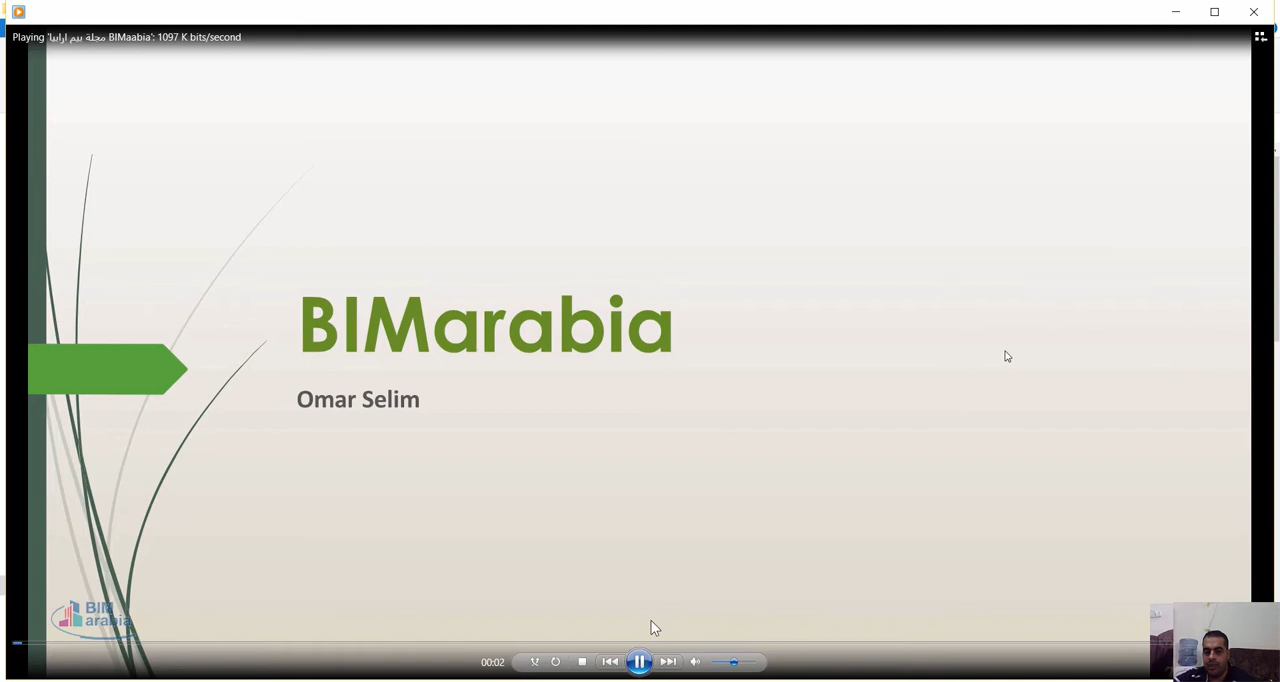 Playing 'مجلة بيم ارابيا BIMaabia': 1097 K bits/second
BIMarabia
Omar Selim
BIM
arabia
00:02